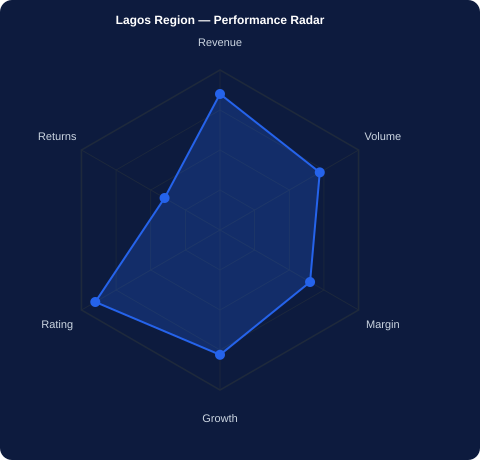 Lagos Region — Performance Radar
Revenue
Returns
Volume
Rating
Margin
Growth